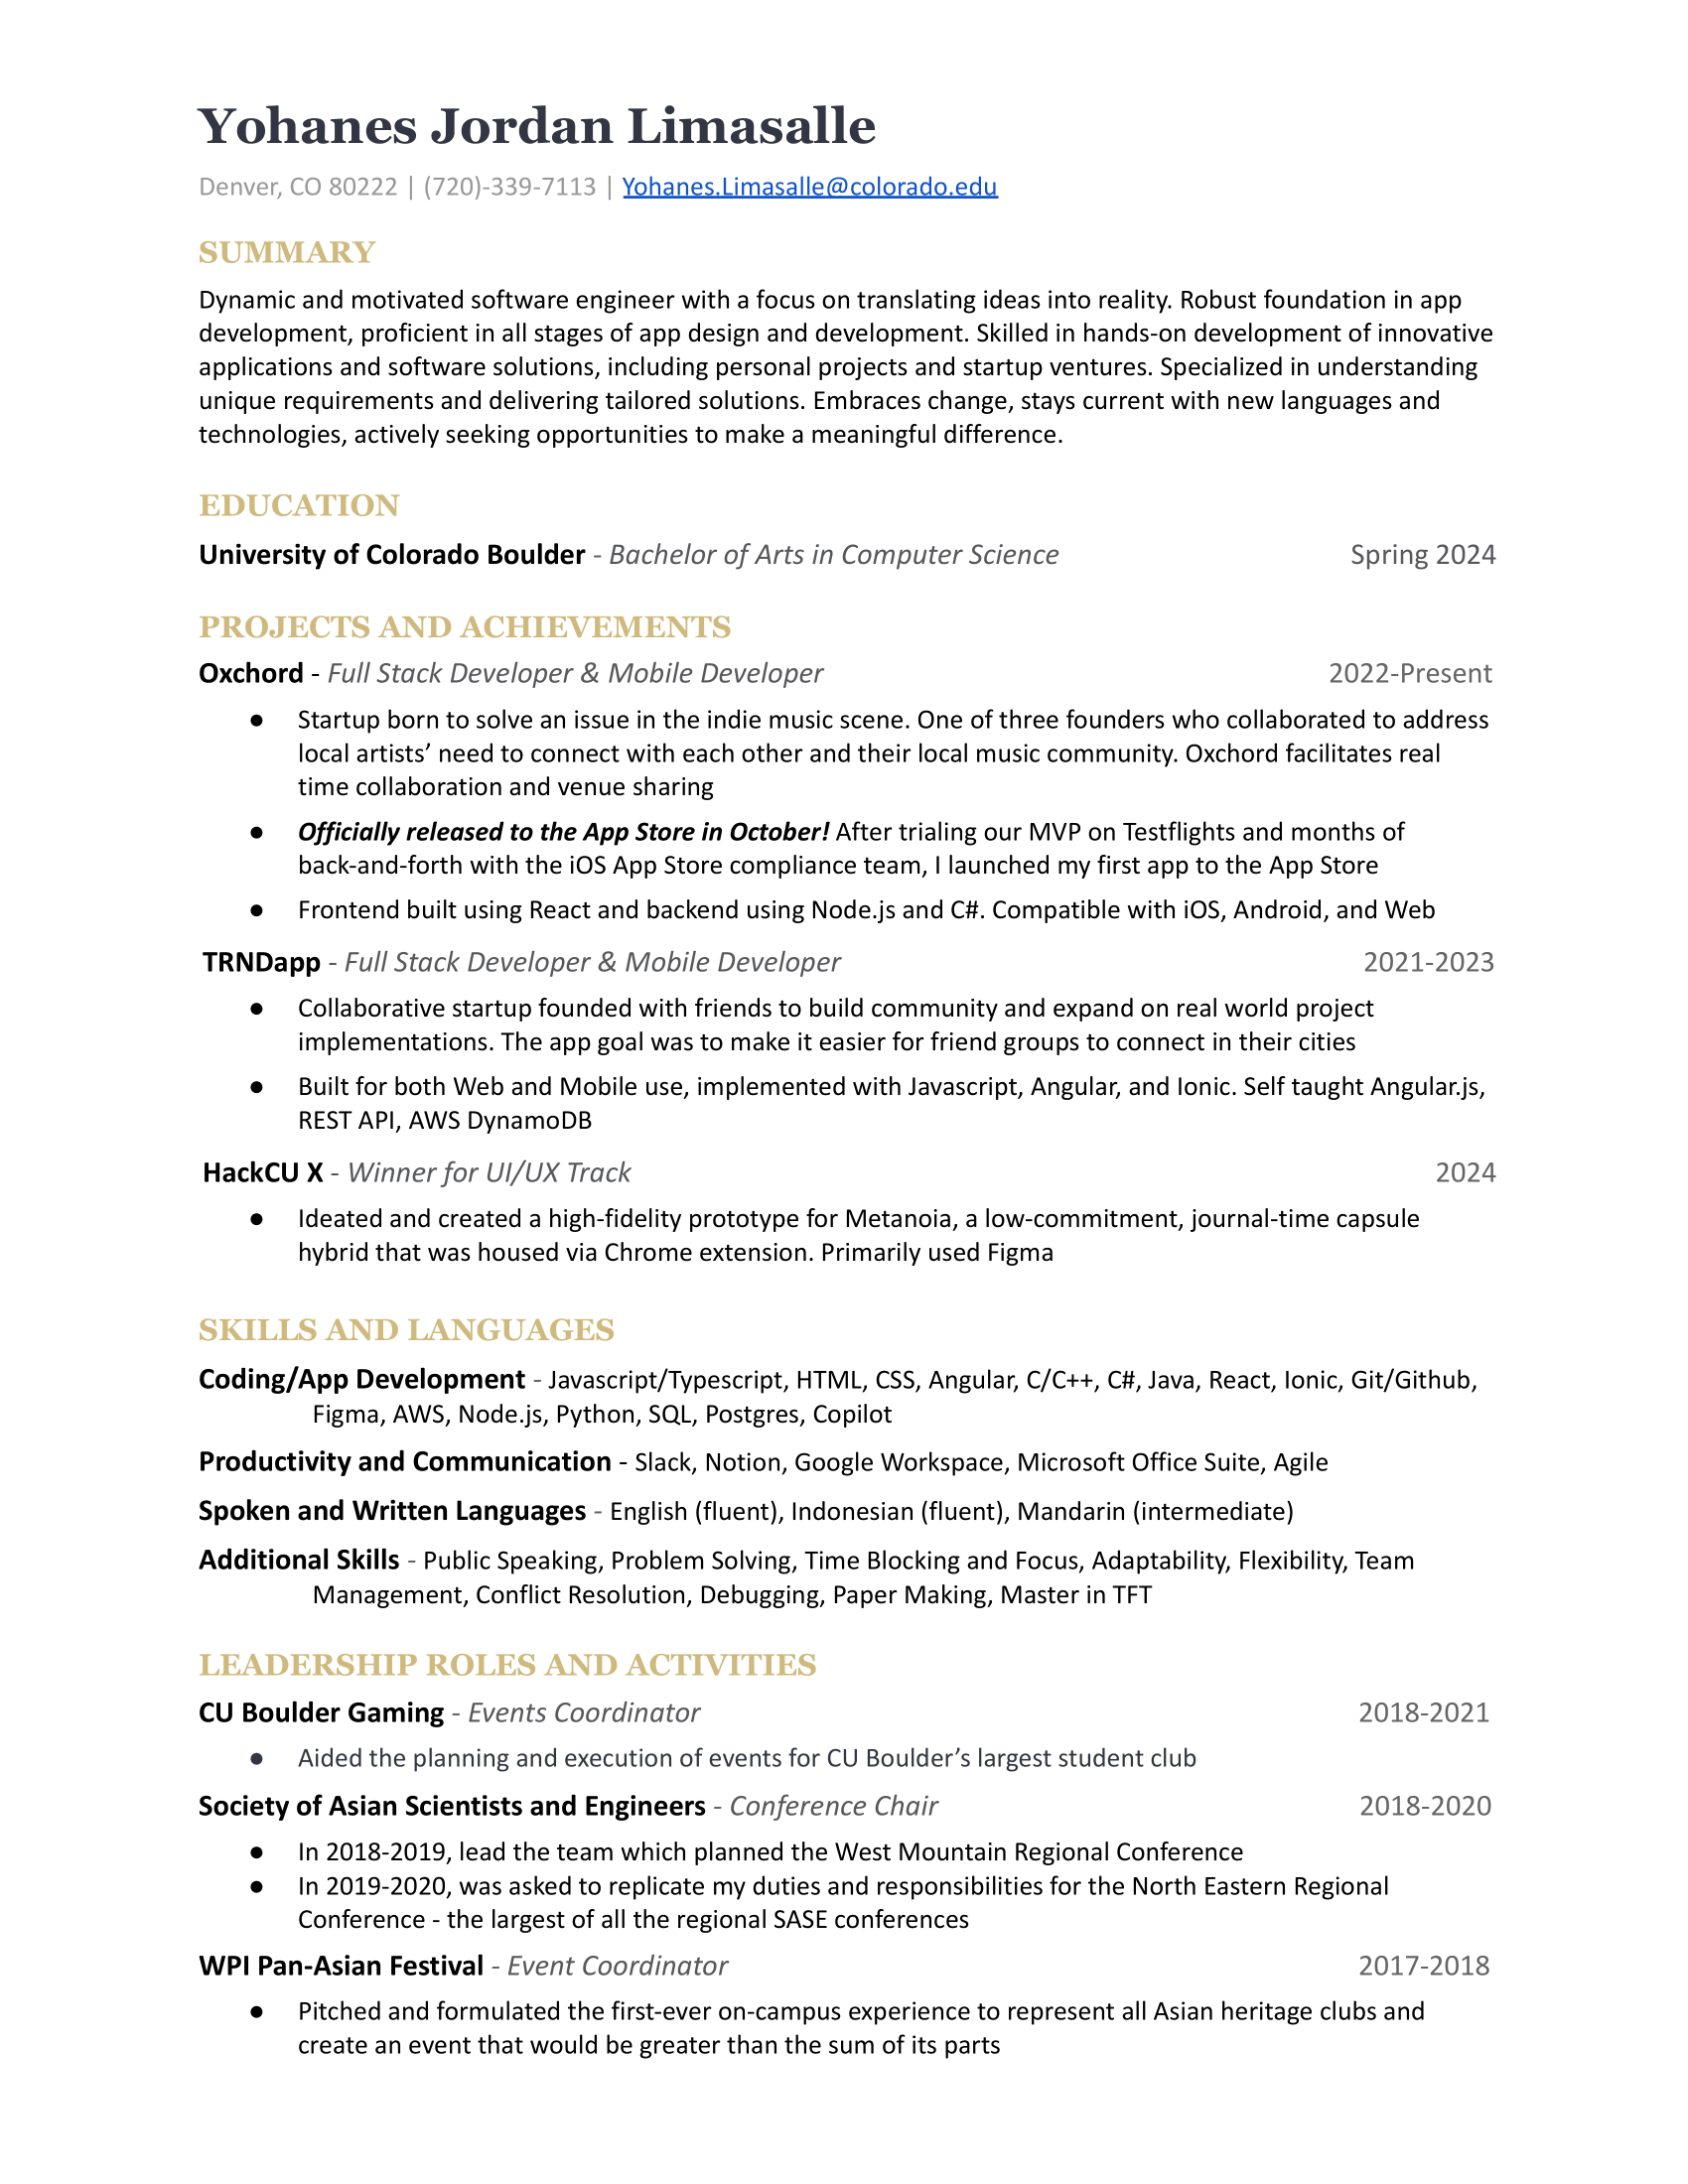 Yohanes Jordan Limasalle
Denver, CO 80222 | (720)-339-7113 | Yohanes.Limasalle@colorado.edu
SUMMARY
Dynamic and motivated software engineer with a focus on translating ideas into reality. Robust foundation in app
development, proficient in all stages of app design and development. Skilled in hands-on development of innovative
applications and software solutions, including personal projects and startup ventures. Specialized in understanding
unique requirements and delivering tailored solutions. Embraces change, stays current with new languages and
technologies, actively seeking opportunities to make a meaningful difference.
EDUCATION
University of Colorado Boulder - Bachelor of Arts in Computer Science Spring 2024
PROJECTS AND ACHIEVEMENTS
Oxchord - Full Stack Developer & Mobile Developer 2022-Present
● Startup born to solve an issue in the indie music scene. One of three founders who collaborated to address
local artists’ need to connect with each other and their local music community. Oxchord facilitates real
time collaboration and venue sharing
● Officially released to the App Store in October! After trialing our MVP on Testflights and months of
back-and-forth with the iOS App Store compliance team, I launched my first app to the App Store
● Frontend built using React and backend using Node.js and C#. Compatible with iOS, Android, and Web
TRNDapp - Full Stack Developer & Mobile Developer 2021-2023
● Collaborative startup founded with friends to build community and expand on real world project
implementations. The app goal was to make it easier for friend groups to connect in their cities
● Built for both Web and Mobile use, implemented with Javascript, Angular, and Ionic. Self taught Angular.js,
REST API, AWS DynamoDB
HackCU X - Winner for UI/UX Track 2024
● Ideated and created a high-fidelity prototype for Metanoia, a low-commitment, journal-time capsule
hybrid that was housed via Chrome extension. Primarily used Figma
SKILLS AND LANGUAGES
Coding/App Development - Javascript/Typescript, HTML, CSS, Angular, C/C++, C#, Java, React, Ionic, Git/Github,
Figma, AWS, Node.js, Python, SQL, Postgres, Copilot
Productivity and Communication - Slack, Notion, Google Workspace, Microsoft Office Suite, Agile
Spoken and Written Languages - English (fluent), Indonesian (fluent), Mandarin (intermediate)
Additional Skills - Public Speaking, Problem Solving, Time Blocking and Focus, Adaptability, Flexibility, Team
Management, Conflict Resolution, Debugging, Paper Making, Master in TFT
LEADERSHIP ROLES AND ACTIVITIES
CU Boulder Gaming - Events Coordinator 2018-2021
● Aided the planning and execution of events for CU Boulder’s largest student club
Society of Asian Scientists and Engineers - Conference Chair 2018-2020
● In 2018-2019, lead the team which planned the West Mountain Regional Conference
● In 2019-2020, was asked to replicate my duties and responsibilities for the North Eastern Regional
Conference - the largest of all the regional SASE conferences
WPI Pan-Asian Festival - Event Coordinator 2017-2018
● Pitched and formulated the first-ever on-campus experience to represent all Asian heritage clubs and
create an event that would be greater than the sum of its parts